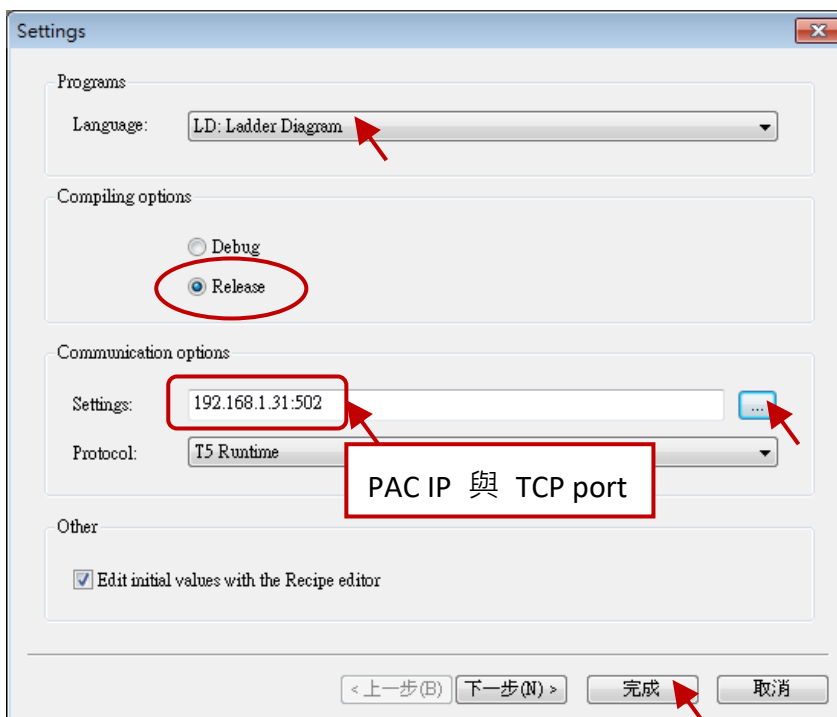 Settings
Programs
Language: LD: Ladder Diagram
Compiling options
Debug
Release
Communication options
Settings: 192.168.1.31:502 ...
Protocol: T5 Runtime
PAC IP 與 TCP port
Other
Edit initial values with the Recipe editor
< 上一步(B) 下一步(N) > 完成 取消